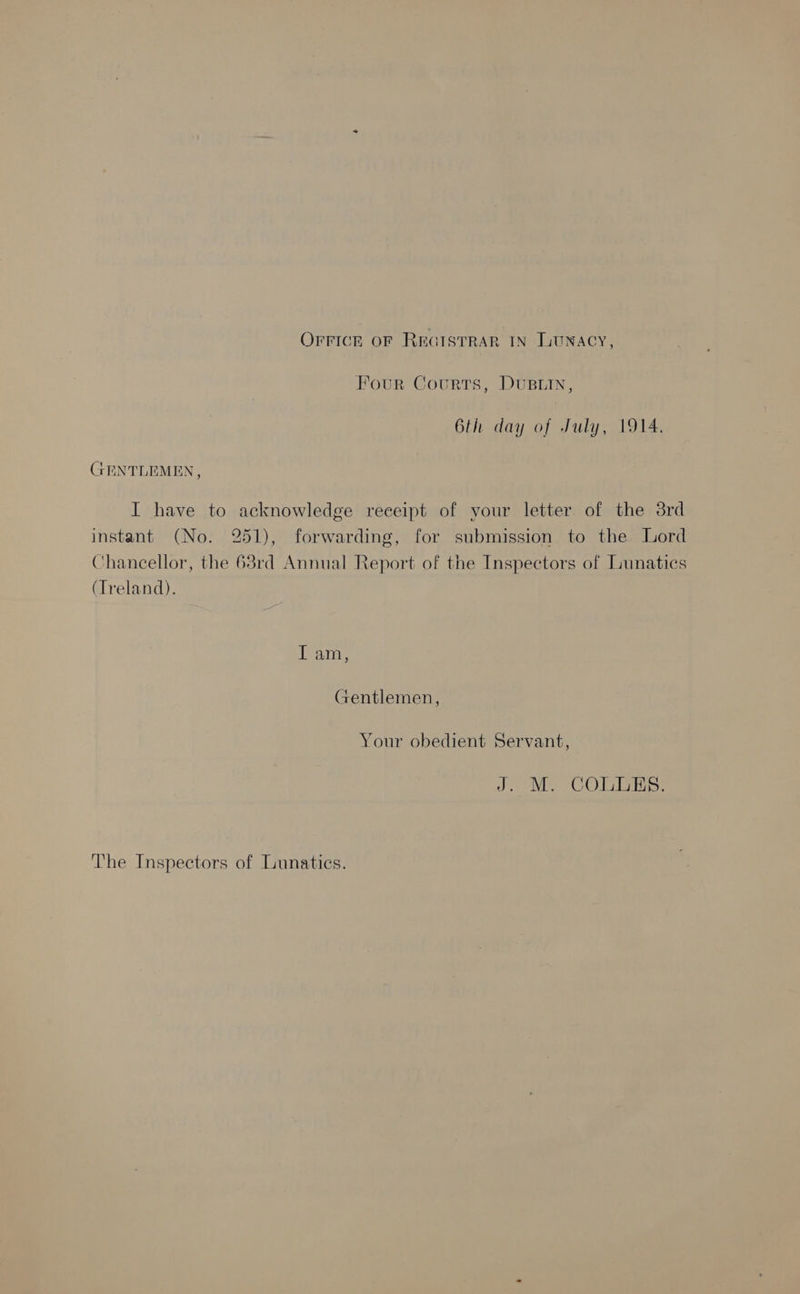 OFFICE OF REGISTRAR IN LUNACY,
FOUR COURTS, DUBLIN,
6th day of July, 1914.
GENTLEMEN,
I have to acknowledge receipt of your letter of the 3rd
instant (No. 251), forwarding, for submission to the Lord
Chancellor, the 63rd Annual Report of the Inspectors of Lunatics
(Ireland).
I am,
Gentlemen,
Your obedient Servant,
J. M. COLLES.
The Inspectors of Lunatics.